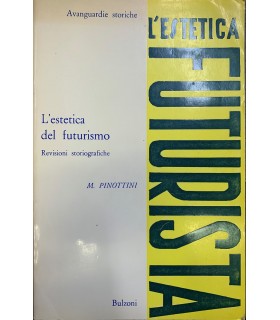 Avanguardie storiche
L'estetica
del futurismo
Revisioni storiografiche
M. PINOTTINI
Bulzoni
L'ESTETICA
FUTURISTA